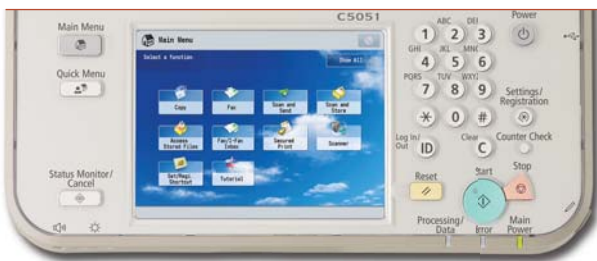 C5051
Main Menu
Quick Menu
Status Monitor/
Cancel
Main Menu
Select a function
Show All
Copy
Fax
Scan and
Send
Scan and
Store
Access
Stored Files
Fax/I-Fax
Inbox
Secured
Print
Scanner
Set/Regi.
Shortcut
Tutorial
ABC
DEF
1
2
3
GHI
JKL
MNO
4
5
6
PQRS
TUV
WXYZ
7
8
9
0
#
Log In/
Out
ID
Clear
C
Power
Settings/
Registration
Counter Check
Reset
Start
Stop
Processing/
Data
Error
Main
Power